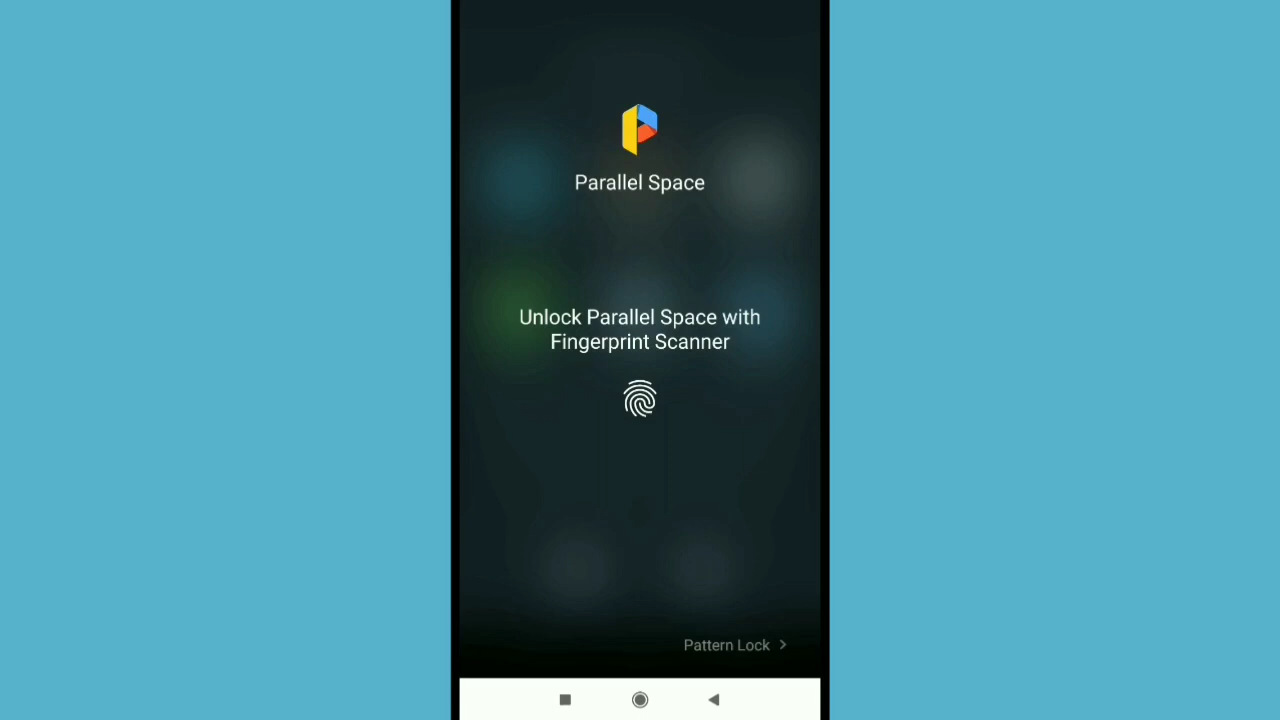 Parallel Space
Unlock Parallel Space with
Fingerprint Scanner
Pattern Lock